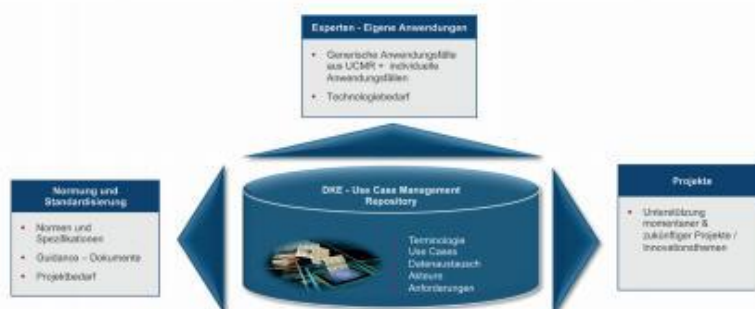 Experten - Eigene Anwendungen
Generische Anwendungsfälle
aus UCMR + individuelle
Anwendungsfällen
Technologiebedarf
Normung und
Standardisierung
Normen und
Spezifikationen
Guidance – Dokumente
Projektbedarf
DKE - Use Case Management
Repository
Terminologie
Use Cases
Datenaustausch
Akteure
Anforderungen
Projekte
Unterstützung
momentaner &
zukünftiger Projekte /
Innovationsthemen